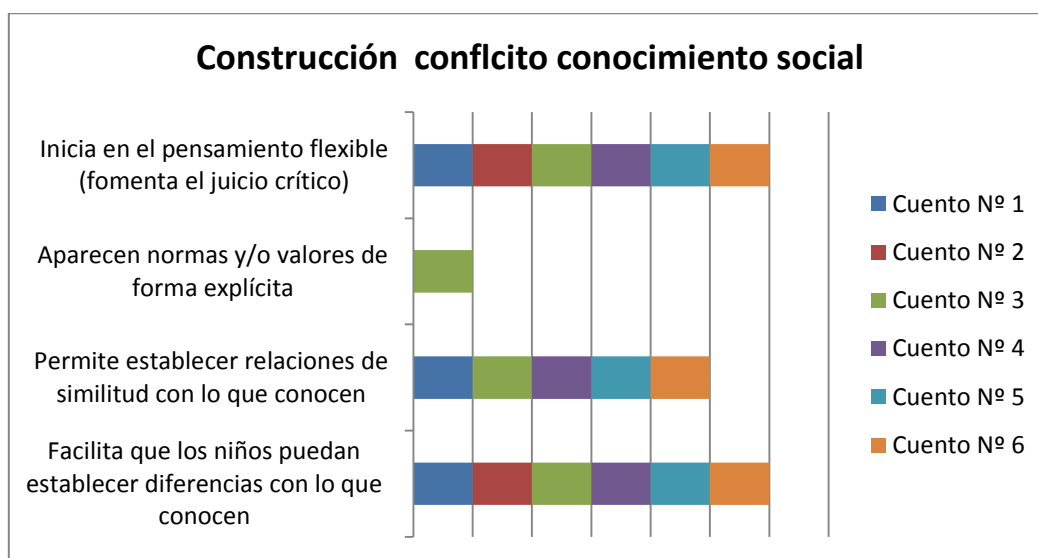 Construcción conflcito conocimiento social
Inicia en el pensamiento flexible
(fomenta el juicio crítico)
Aparecen normas y/o valores de
forma explícita
Permite establecer relaciones de
similitud con lo que conocen
Facilita que los niños puedan
establecer diferencias con lo que
conocen
Cuento Nº 1
Cuento Nº 2
Cuento Nº 3
Cuento Nº 4
Cuento Nº 5
Cuento Nº 6